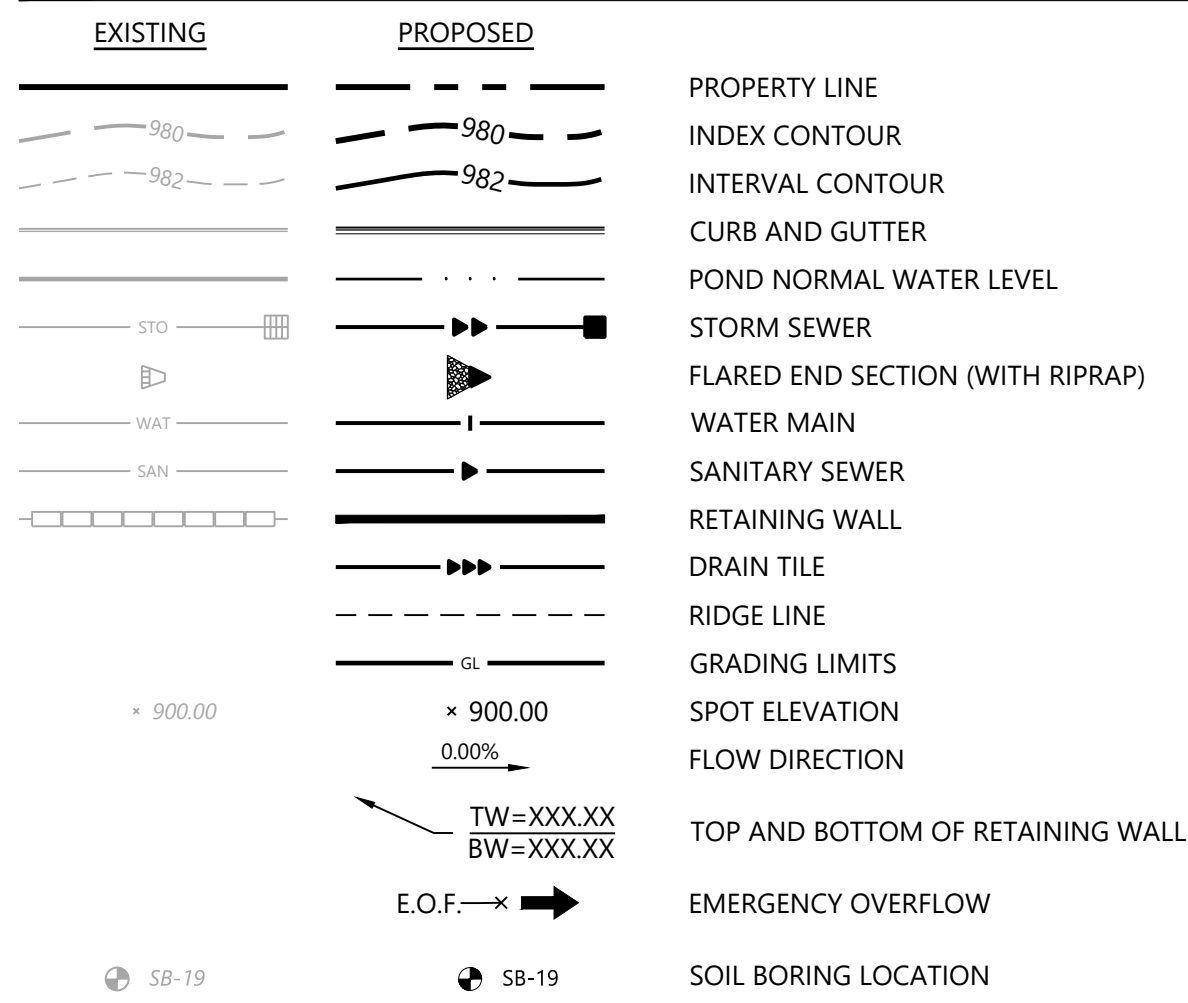 EXISTING PROPOSED
PROPERTY LINE
980 980 INDEX CONTOUR
982 982 INTERVAL CONTOUR
CURB AND GUTTER
POND NORMAL WATER LEVEL
STO STORM SEWER
FLARED END SECTION (WITH RIPRAP)
WAT WATER MAIN
SAN SANITARY SEWER
RETAINING WALL
DRAIN TILE
RIDGE LINE
GL GRADING LIMITS
× 900.00 × 900.00 SPOT ELEVATION
0.00% FLOW DIRECTION
TW=XXX.XX
BW=XXX.XX
TOP AND BOTTOM OF RETAINING WALL
E.O.F. EMERGENCY OVERFLOW
SB-19 SB-19 SOIL BORING LOCATION